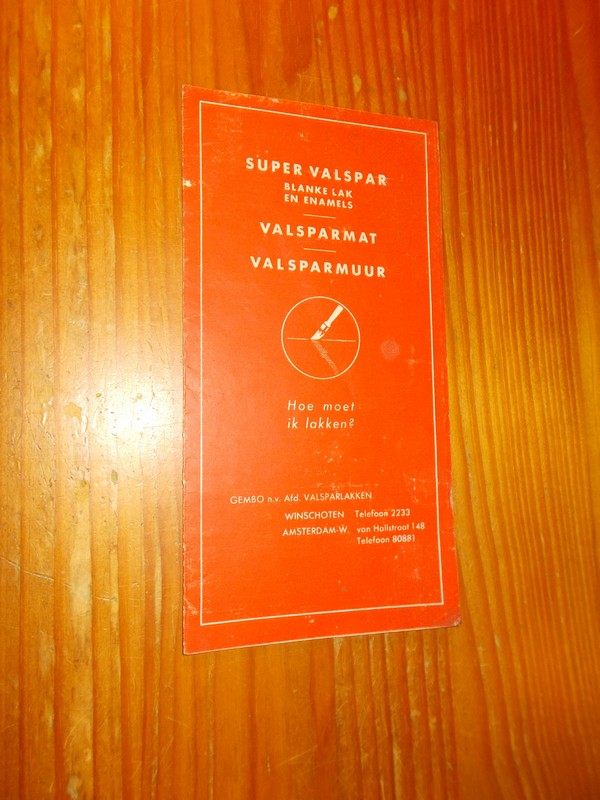 SUPER VALSPAR
BLANKE LAK
EN ENAMELS
VALSPARMAT
VALSPARMUUR
Hoe moet
ik lakken?
GEMBO n.v. Afd. VALSPARLAKKEN
WINSCHOTEN Telefoon 2233
AMSTERDAM-W. van Hallstraat 148
Telefoon 80881